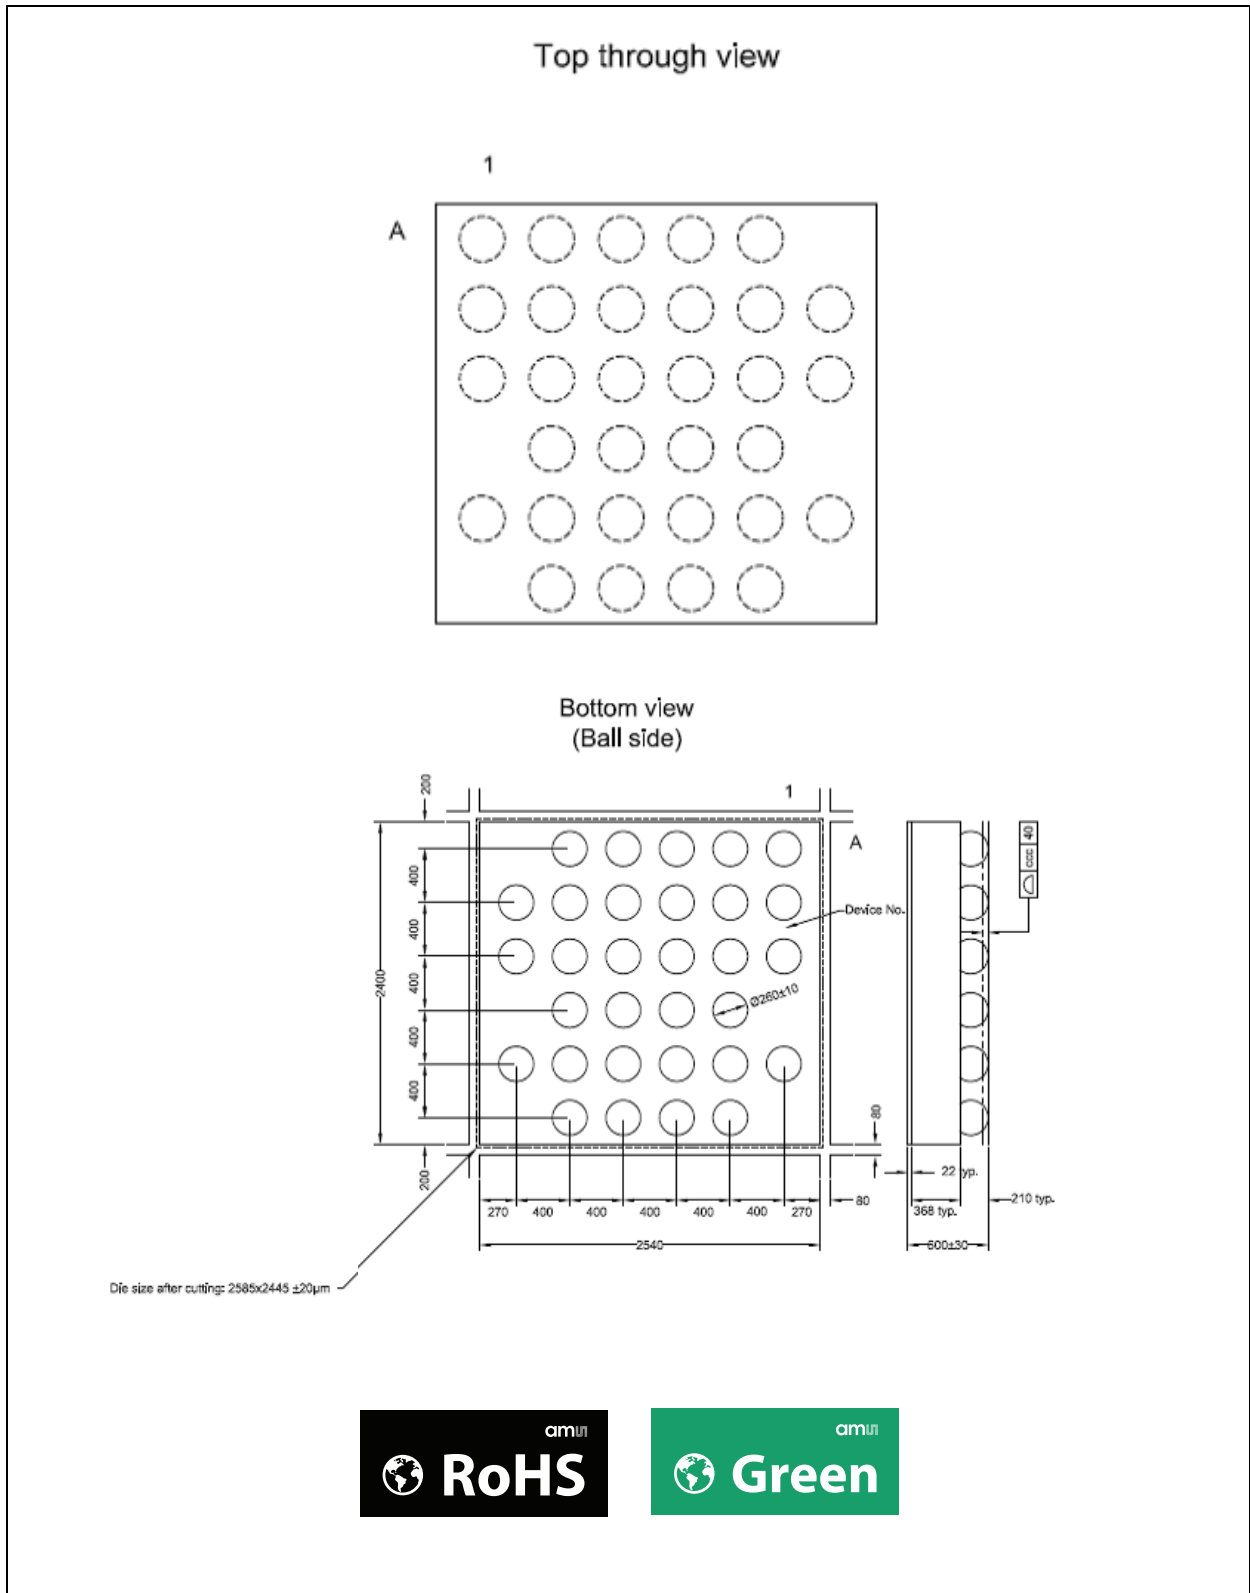 Top through view
1
A
Bottom view
(Ball side)
200
1
A
40
ccc
400
Device No.
400
2400
400
Ø260±10
400
400
80
200
22 typ.
270 400 400 400 400 400 270
80
368 typ.
210 typ.
2540
600±30
Die size after cutting: 2585x2445 ±20µm
am
RoHS
am
Green